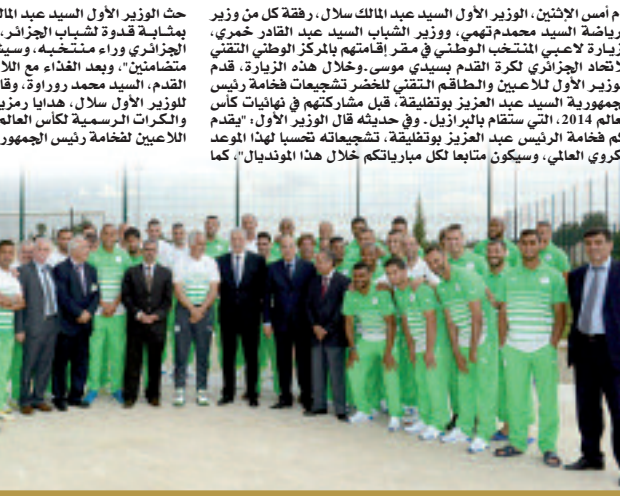 م أمس الإثنين، الوزير الأول السيد عبد المالك سلال، رفقة كل من وزير
رياضة السيد محمد تهمي، ووزير الشباب السيد عبد القادر خمري،
زيارة لاعبي المنتخب الوطني في مقر إقامتهم بالمركز الوطني التقني
لاتحاد الجزائري لكرة القدم بسيدي موسى. وخلال هذه الزيارة، قدم
لوزير الأول للاعبين والطاقم التقني للخضر تشجيعات فخامة رئيس
جمهورية السيد عبد العزيز بوتفليقة، قبل مشاركتهم في نهائيات كأس
عالم 2014، التي ستقام بالبرازيل. وفي حديثه قال الوزير الأول: "يقدم
كم فخامة الرئيس عبد العزيز بوتفليقة، تشجيعاته تحسبا لهذا الموعد
كروي العالمي، وسيكون متابعا لكل مبارياتكم خلال هذا المونديال"، كما
حث الوزير الأول السيد عبد المال
بمثابة قدوة لشباب الجزائر،
الجزائري وراء منتخبه، وسي
متضامنين"، وبعد الغذاء مع اللا
القدم، السيد محمد روراوة، وقا
للوزير الأول سلال، هدايا رمزي
والكرات الرسمية لكأس العالم
اللاعبين لفخامة رئيس الجمهور